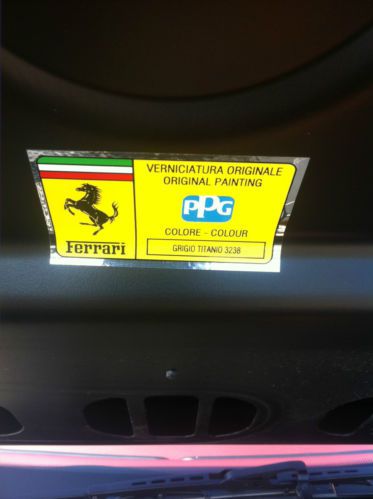 VERNICIATURA ORIGINALE
ORIGINAL PAINTING
PPG
COLORE - COLOUR
GRIGIO TITANIO 3238
Ferrari